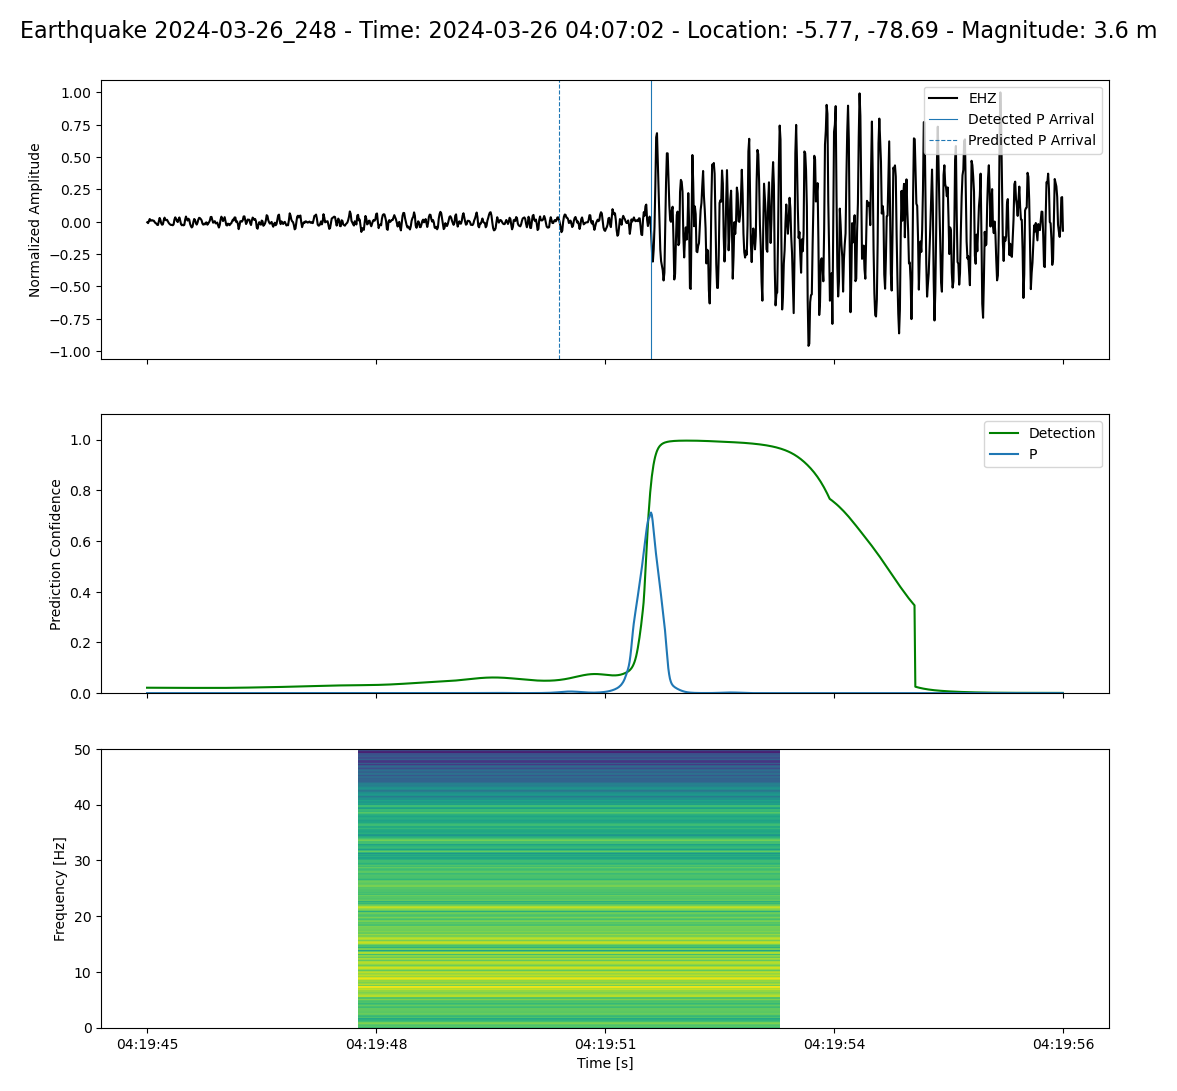 Earthquake 2024-03-26_248 - Time: 2024-03-26 04:07:02 - Location: -5.77, -78.69 - Magnitude: 3.6 m
1.00
0.75
0.50
0.25
0.00
−0.25
−0.50
−0.75
−1.00
Normalized Amplitude
EHZ
Detected P Arrival
Predicted P Arrival
1.0
0.8
0.6
0.4
0.2
0.0
Prediction Confidence
Detection
P
50
40
30
20
10
0
Frequency [Hz]
04:19:45 04:19:48 04:19:51 04:19:54 04:19:56
Time [s]